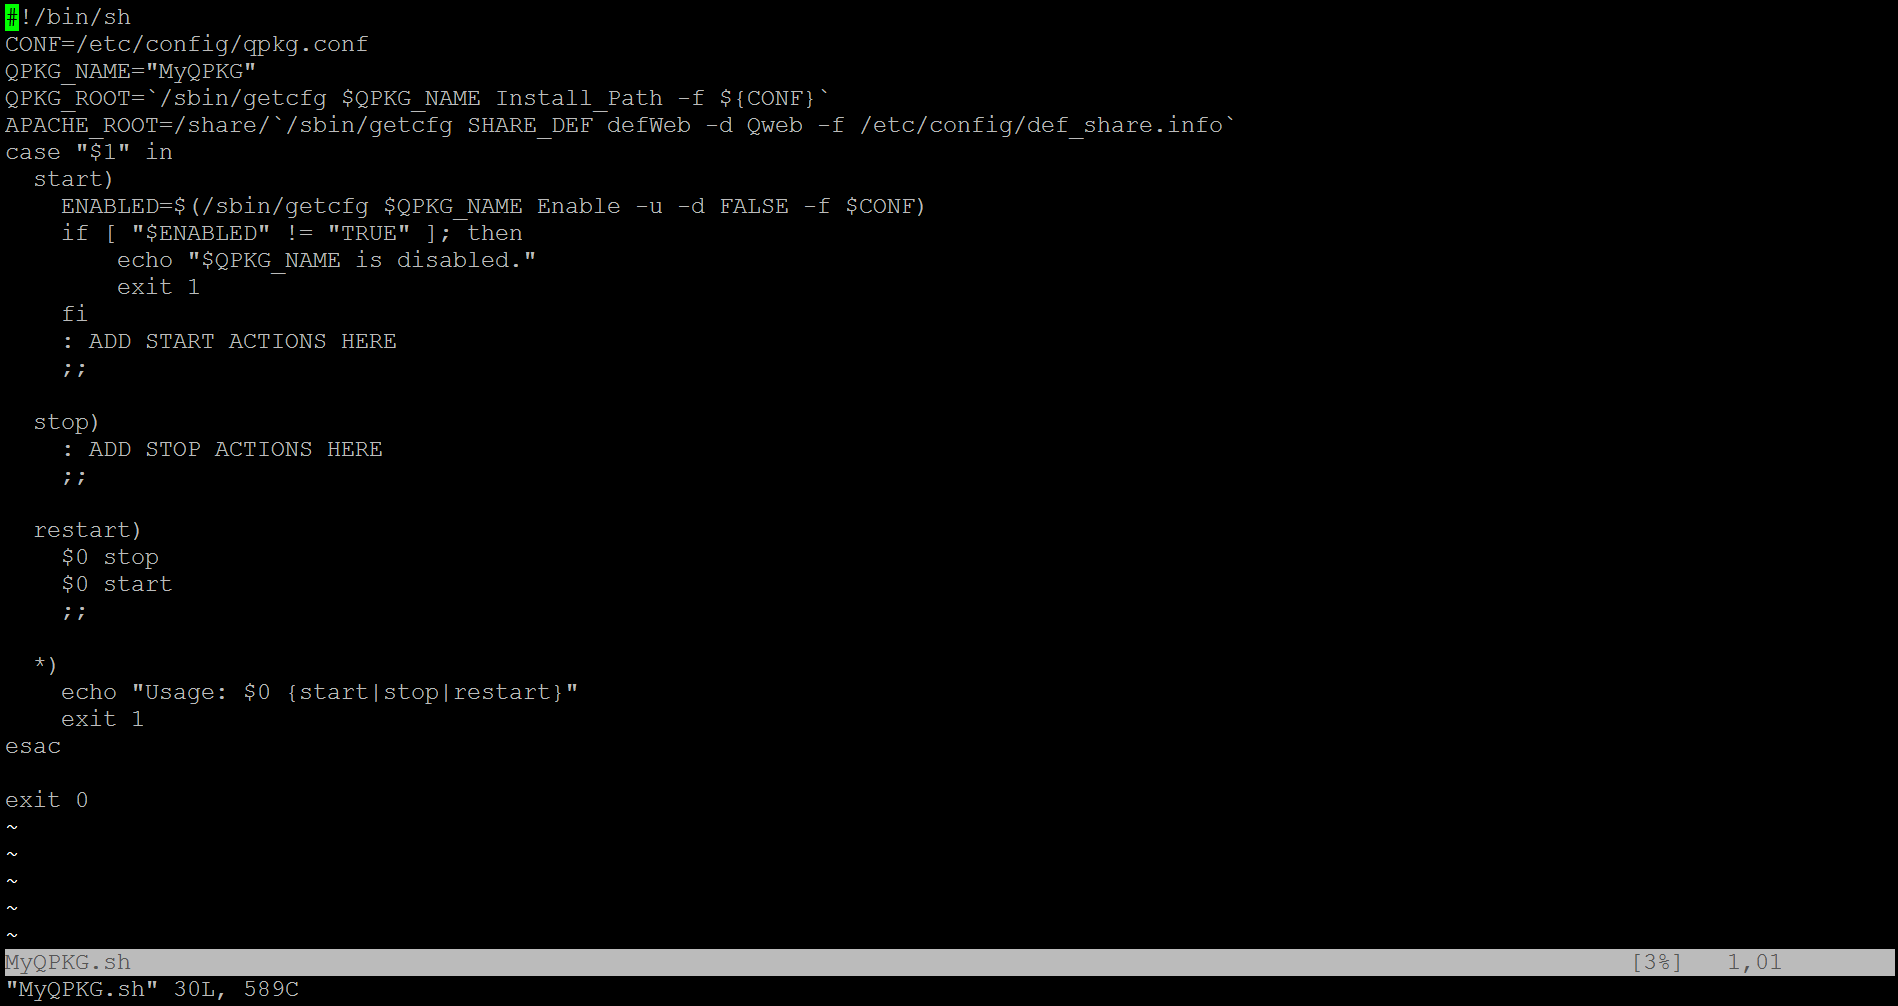 #!/bin/sh
CONF=/etc/config/qpkg.conf
QPKG_NAME="MyQPKG"
QPKG_ROOT=`/sbin/getcfg $QPKG_NAME Install_Path -f ${CONF}`
APACHE_ROOT=/share/`/sbin/getcfg SHARE_DEF defWeb -d Qweb -f /etc/config/def_share.info`
case "$1" in
  start)
    ENABLED=$(/sbin/getcfg $QPKG_NAME Enable -u -d FALSE -f $CONF)
    if [ "$ENABLED" != "TRUE" ]; then
        echo "$QPKG_NAME is disabled."
        exit 1
    fi
    : ADD START ACTIONS HERE
    ;;

  stop)
    : ADD STOP ACTIONS HERE
    ;;

  restart)
    $0 stop
    $0 start
    ;;

  *)
    echo "Usage: $0 {start|stop|restart}"
    exit 1
esac

exit 0
~
~
~
~
~
MyQPKG.sh [3%] 1,01
"MyQPKG.sh" 30L, 589C